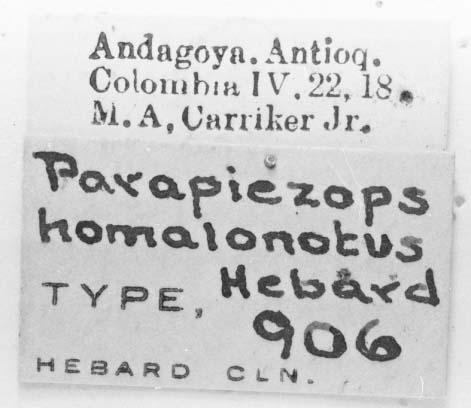 Andagoya. Antioq.
Colombia IV. 22, 18.
M. A, Carriker Jr.
Parapiezops
homalonotus
TYPE, Hebard
906
HEBARD CLN.